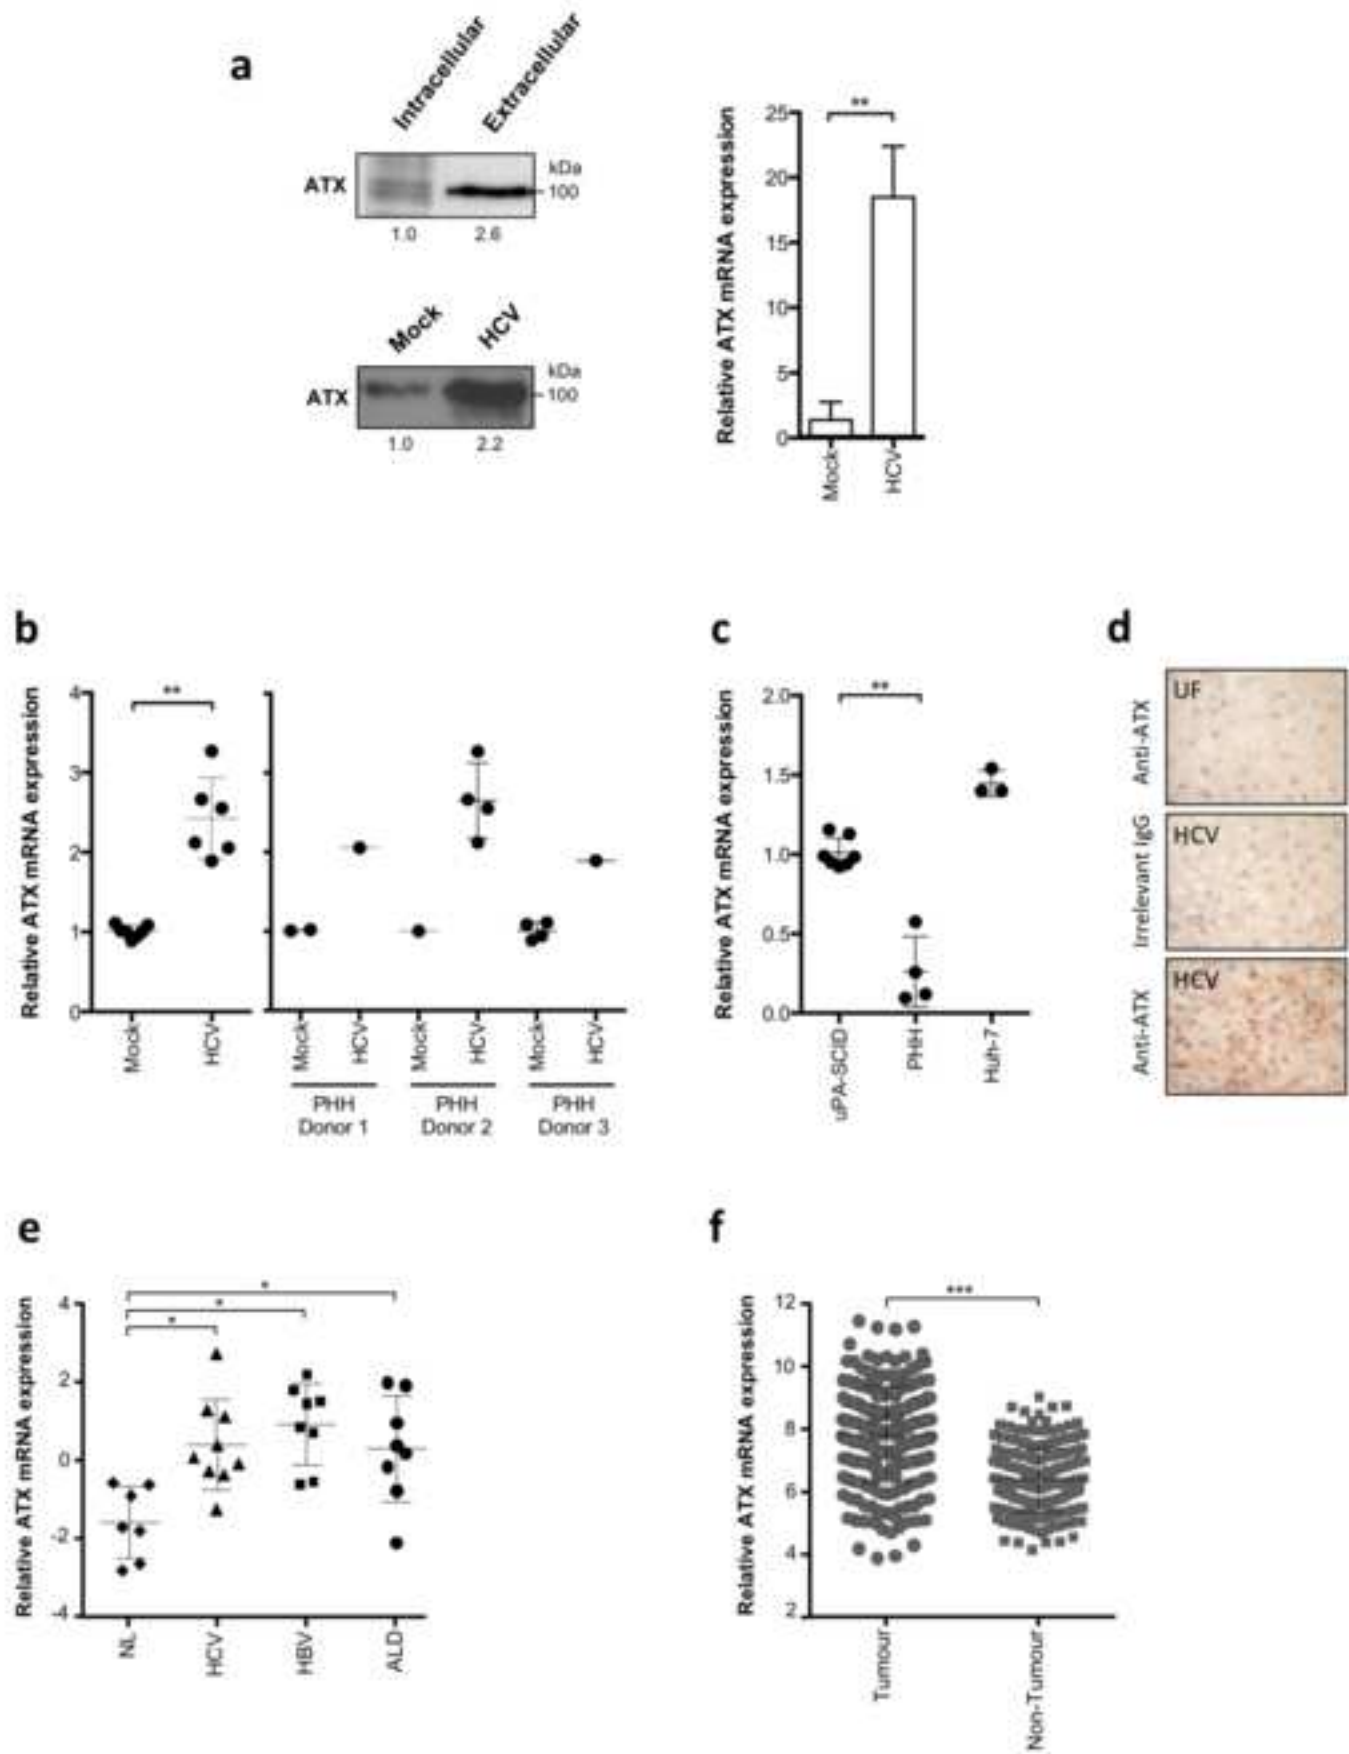 a
Intracellular
Extracellular
ATX
kDa
100
1.0
2.6
Mock
HCV
ATX
kDa
100
1.0
2.2
Relative ATX mRNA expression
25
20
15
10
5
0
**
Mock
HCV
b
Relative ATX mRNA expression
4
3
2
1
0
**
Mock
HCV
Mock
HCV
Mock
HCV
Mock
HCV
PHH
Donor 1
PHH
Donor 2
PHH
Donor 3
c
Relative ATX mRNA expression
2.0
1.5
1.0
0.5
0.0
**
uPA-SCID
PHH
Huh-7
d
Anti-ATX
UF
Irrelevant IgG
HCV
Anti-ATX
HCV
e
Relative ATX mRNA expression
4
2
0
-2
-4
*
*
*
NL
HCV
HBV
ALD
f
Relative ATX mRNA expression
12
10
8
6
4
2
***
Tumour
Non-Tumour